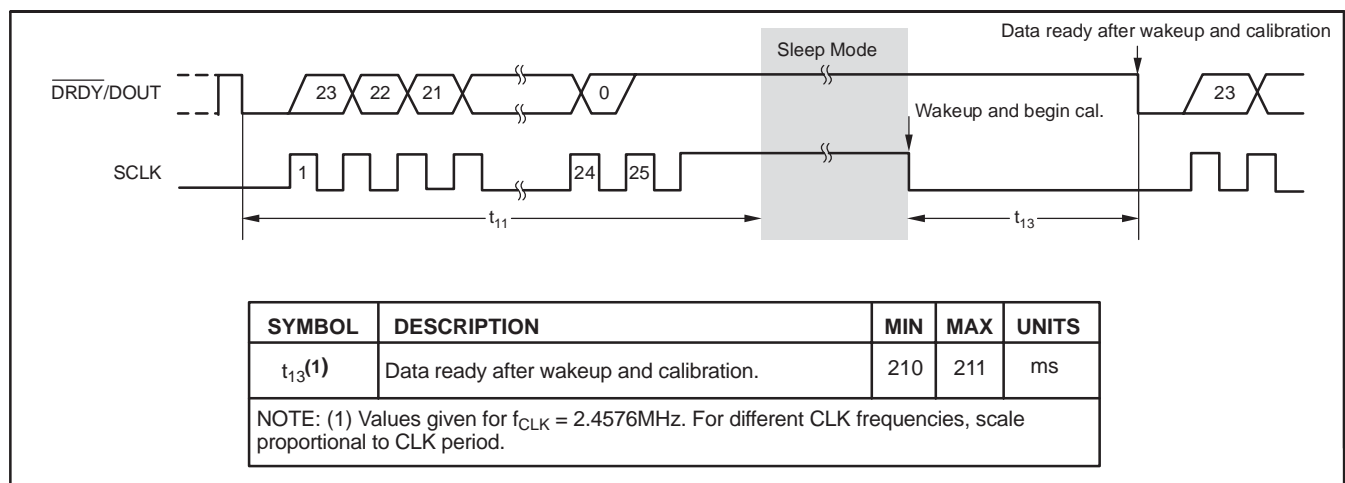 Data ready after wakeup and calibration
Sleep Mode
DRDY/DOUT
23 22 21 0 23
Wakeup and begin cal.
SCLK
1 24 25
t11 t13
SYMBOL DESCRIPTION MIN MAX UNITS
t13(1) Data ready after wakeup and calibration. 210 211 ms
NOTE: (1) Values given for fCLK = 2.4576MHz. For different CLK frequencies, scale
proportional to CLK period.